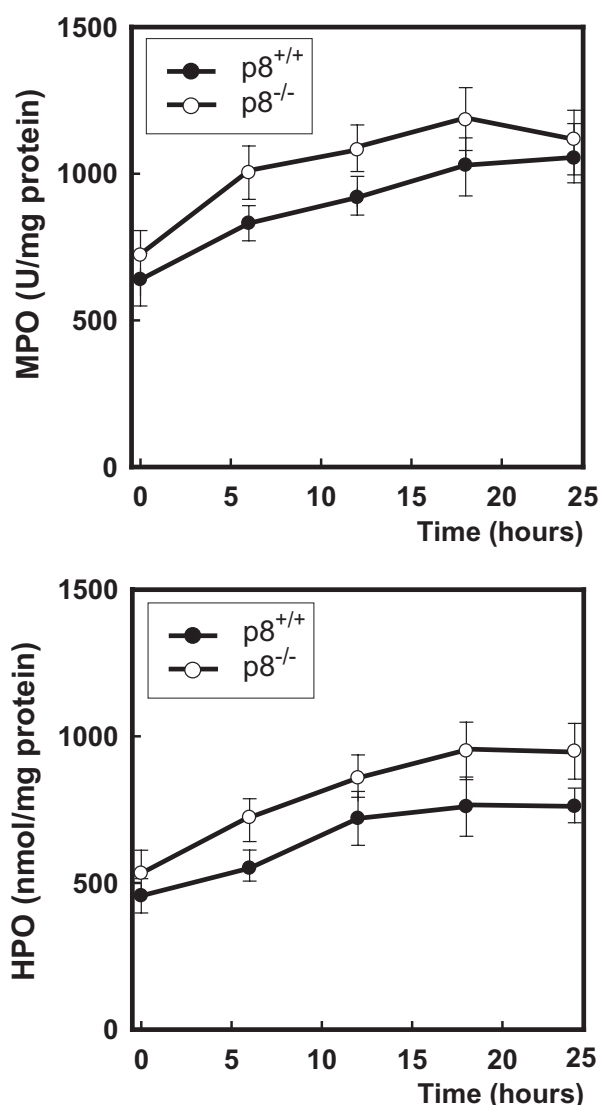 1500
p8+/+
p8-/-
1000
MPO (U/mg protein)
500
0
0 5 10 15 20 25
Time (hours)
1500
p8+/+
p8-/-
1000
HPO (nmol/mg protein)
500
0
0 5 10 15 20 25
Time (hours)